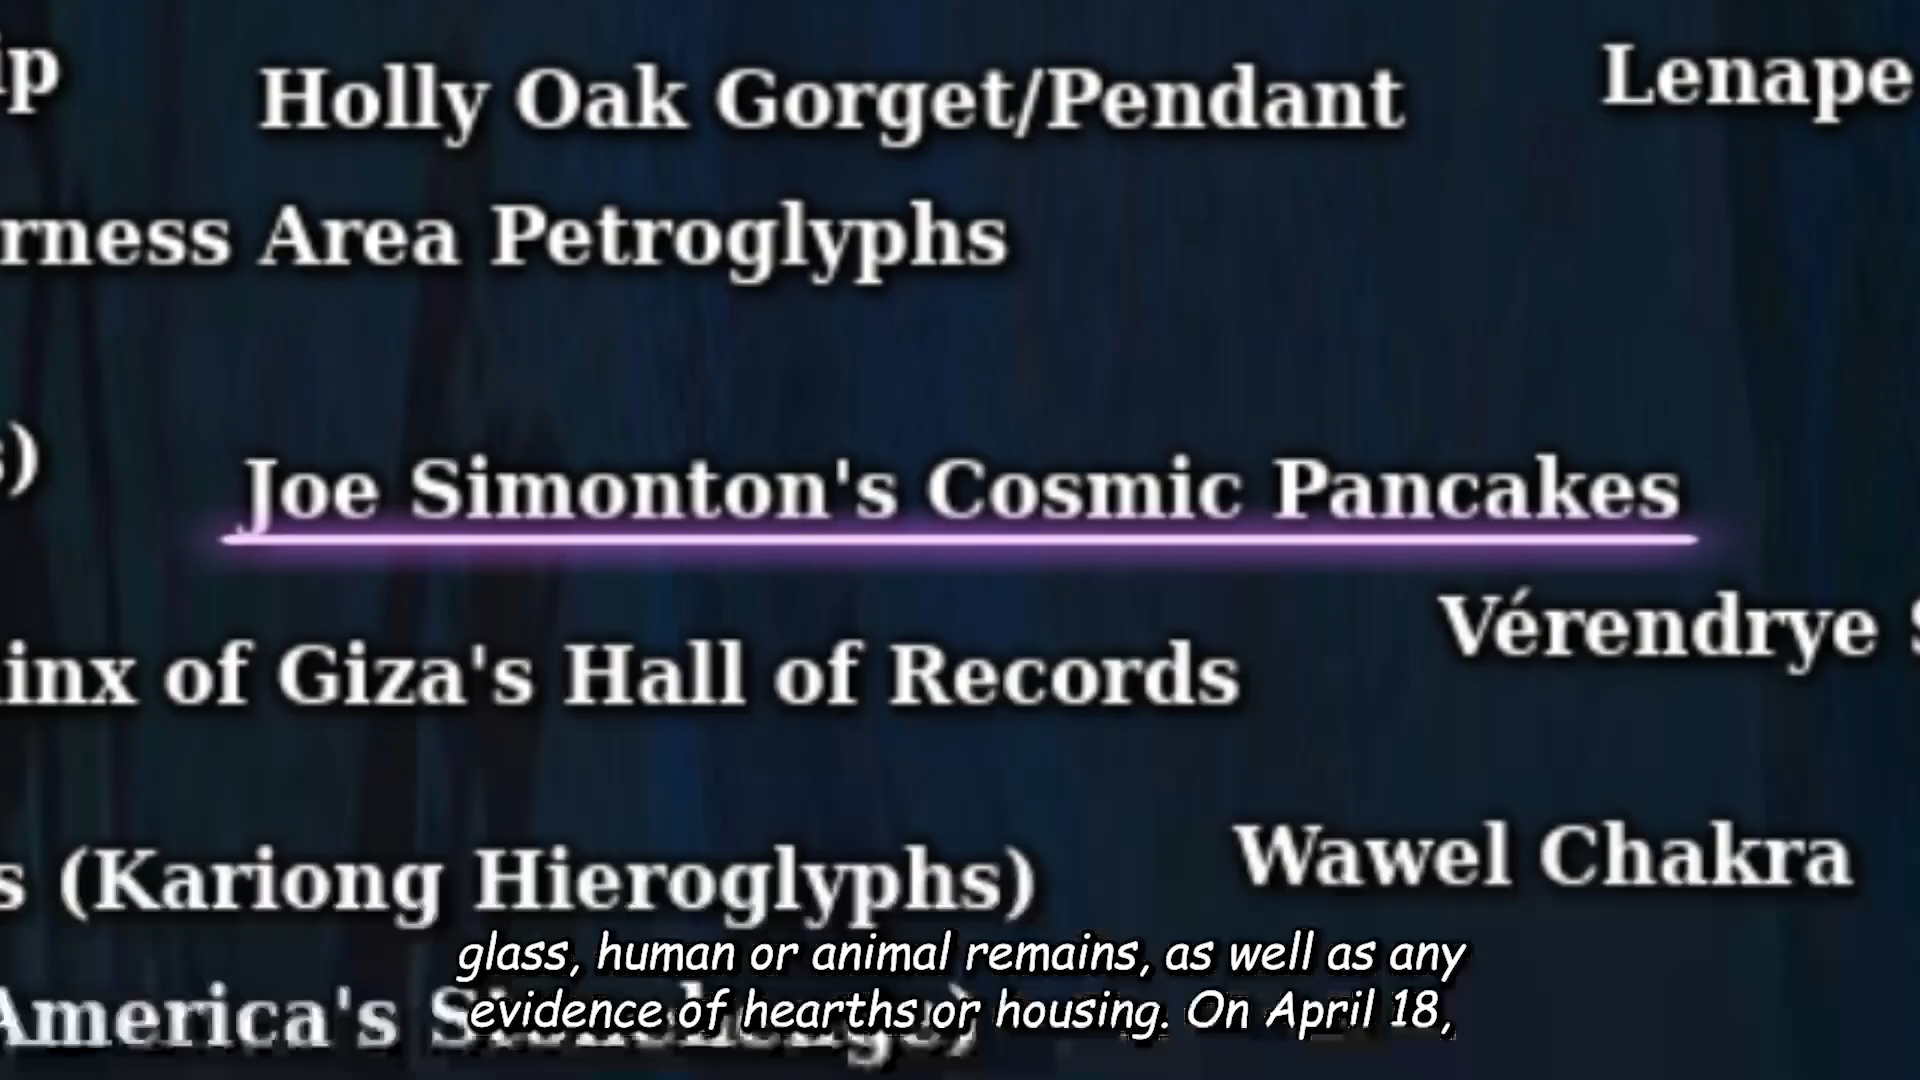 ip
Holly Oak Gorget/Pendant
Lenape
rness Area Petroglyphs
s)
Joe Simonton's Cosmic Pancakes
Vérendrye S
inx of Giza's Hall of Records
s (Kariong Hieroglyphs)
Wawel Chakra
glass, human or animal remains, as well as any
America's Stonehenge)
evidence of hearths or housing. On April 18,